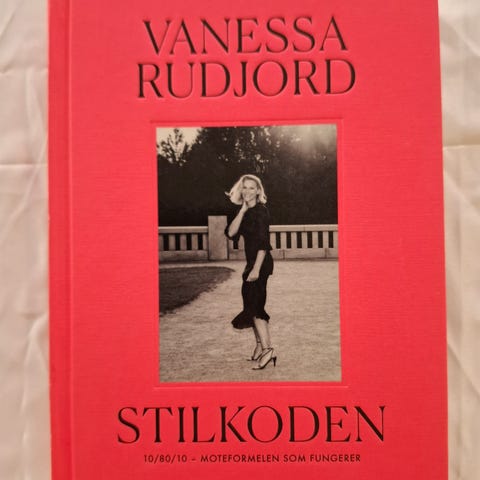 VANESSA
RUDJORD
STILKODEN
10/80/10 – MOTEFORMELEN SOM FUNGERER